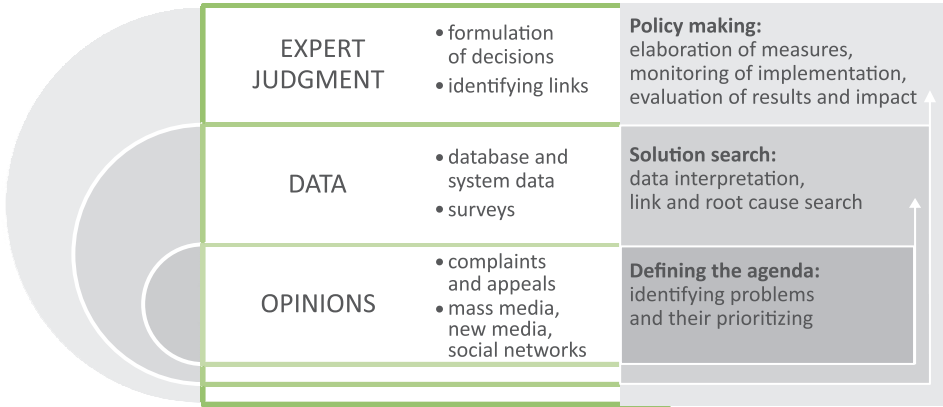 EXPERT
JUDGMENT
• formulation
of decisions
• identifying links
Policy making:
elaboration of measures,
monitoring of implementation,
evaluation of results and impact
DATA
• database and
system data
• surveys
Solution search:
data interpretation,
link and root cause search
OPINIONS
• complaints
and appeals
• mass media,
new media,
social networks
Defining the agenda:
identifying problems
and their prioritizing